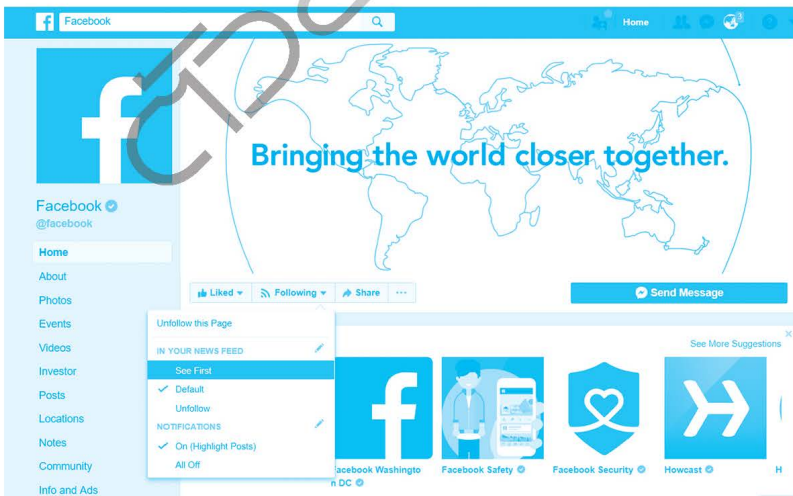 Facebook
Home
3
Bringing the world closer together.
Facebook
@facebook
Home
About
Photos
Events
Videos
Investor
Posts
Locations
Notes
Community
Info and Ads
Liked
Following
Share
Send Message
Unfollow this Page
IN YOUR NEWS FEED
See First
Default
Unfollow
NOTIFICATIONS
On (Highlight Posts)
All Off
See More Suggestions
acebook Washingto
n DC
Facebook Safety
Facebook Security
Howcast
H